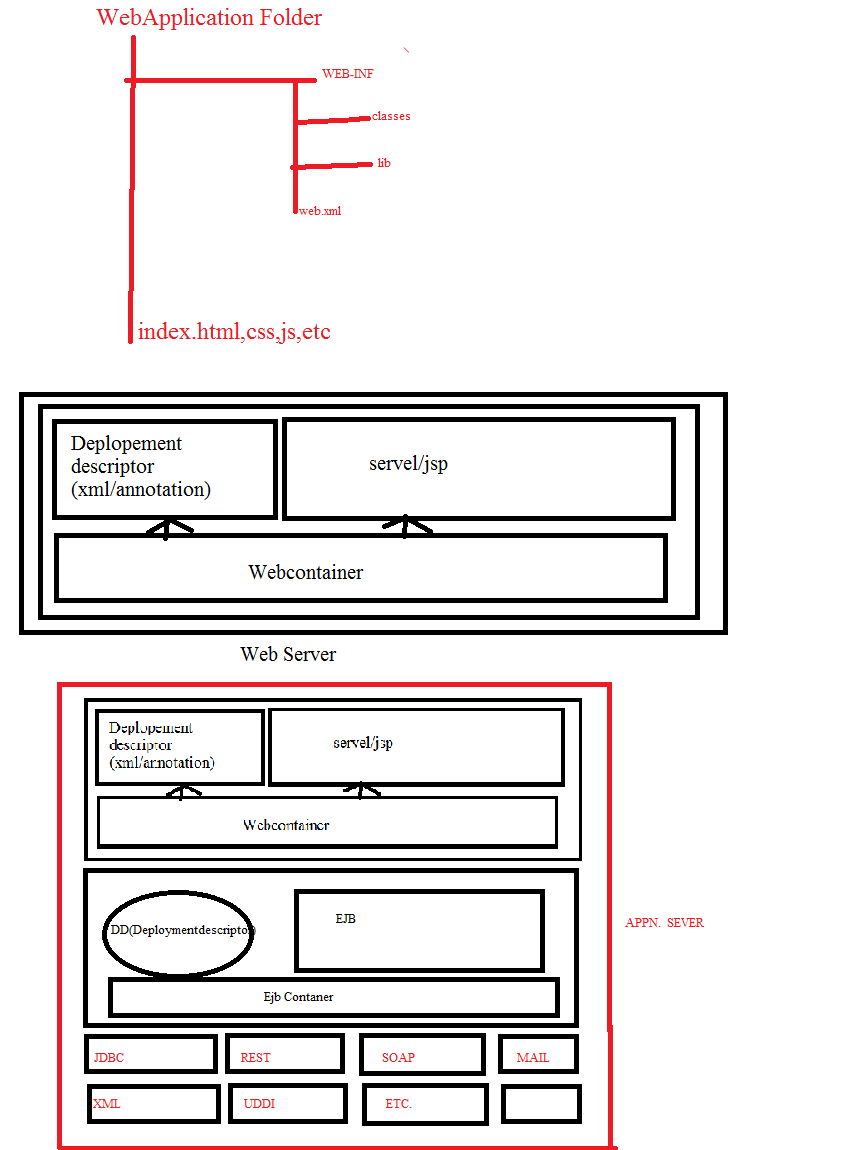 WebApplication Folder
WEB-INF
classes
lib
web.xml
index.html,css,js,etc
Deplopement
descriptor
(xml/annotation)
servel/jsp
Webcontainer
Web Server
Deplopement
descriptor
(xml/annotation)
servel/jsp
Webcontainer
DD(Deploymentdescriptor)
EJB
Ejb Contaner
APPN. SEVER
JDBC
REST
SOAP
MAIL
XML
UDDI
ETC.